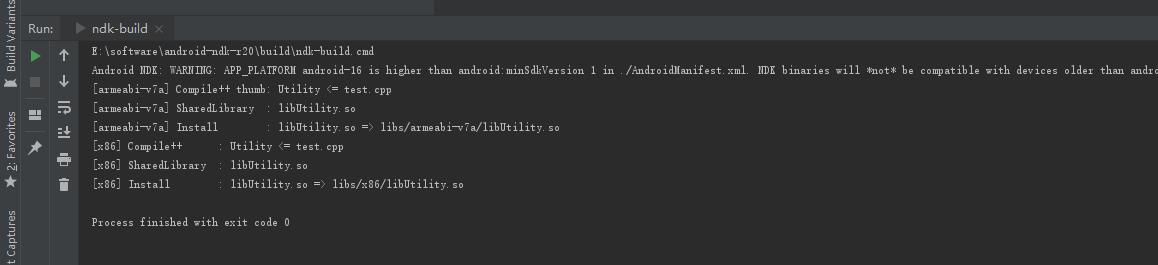 Run: ndk-build
E:\software\android-ndk-r20\build\ndk-build.cmd
Android NDK: WARNING: APP_PLATFORM android-16 is higher than android:minSdkVersion 1 in ./AndroidManifest.xml. NDK binaries will *not* be compatible with devices older than andro
[armeabi-v7a] Compile++ thumb: Utility <= test.cpp
[armeabi-v7a] SharedLibrary  : libUtility.so
[armeabi-v7a] Install        : libUtility.so => libs/armeabi-v7a/libUtility.so
[x86] Compile++      : Utility <= test.cpp
[x86] SharedLibrary  : libUtility.so
[x86] Install        : libUtility.so => libs/x86/libUtility.so
Process finished with exit code 0
Build Variants
2: Favorites
t Captures